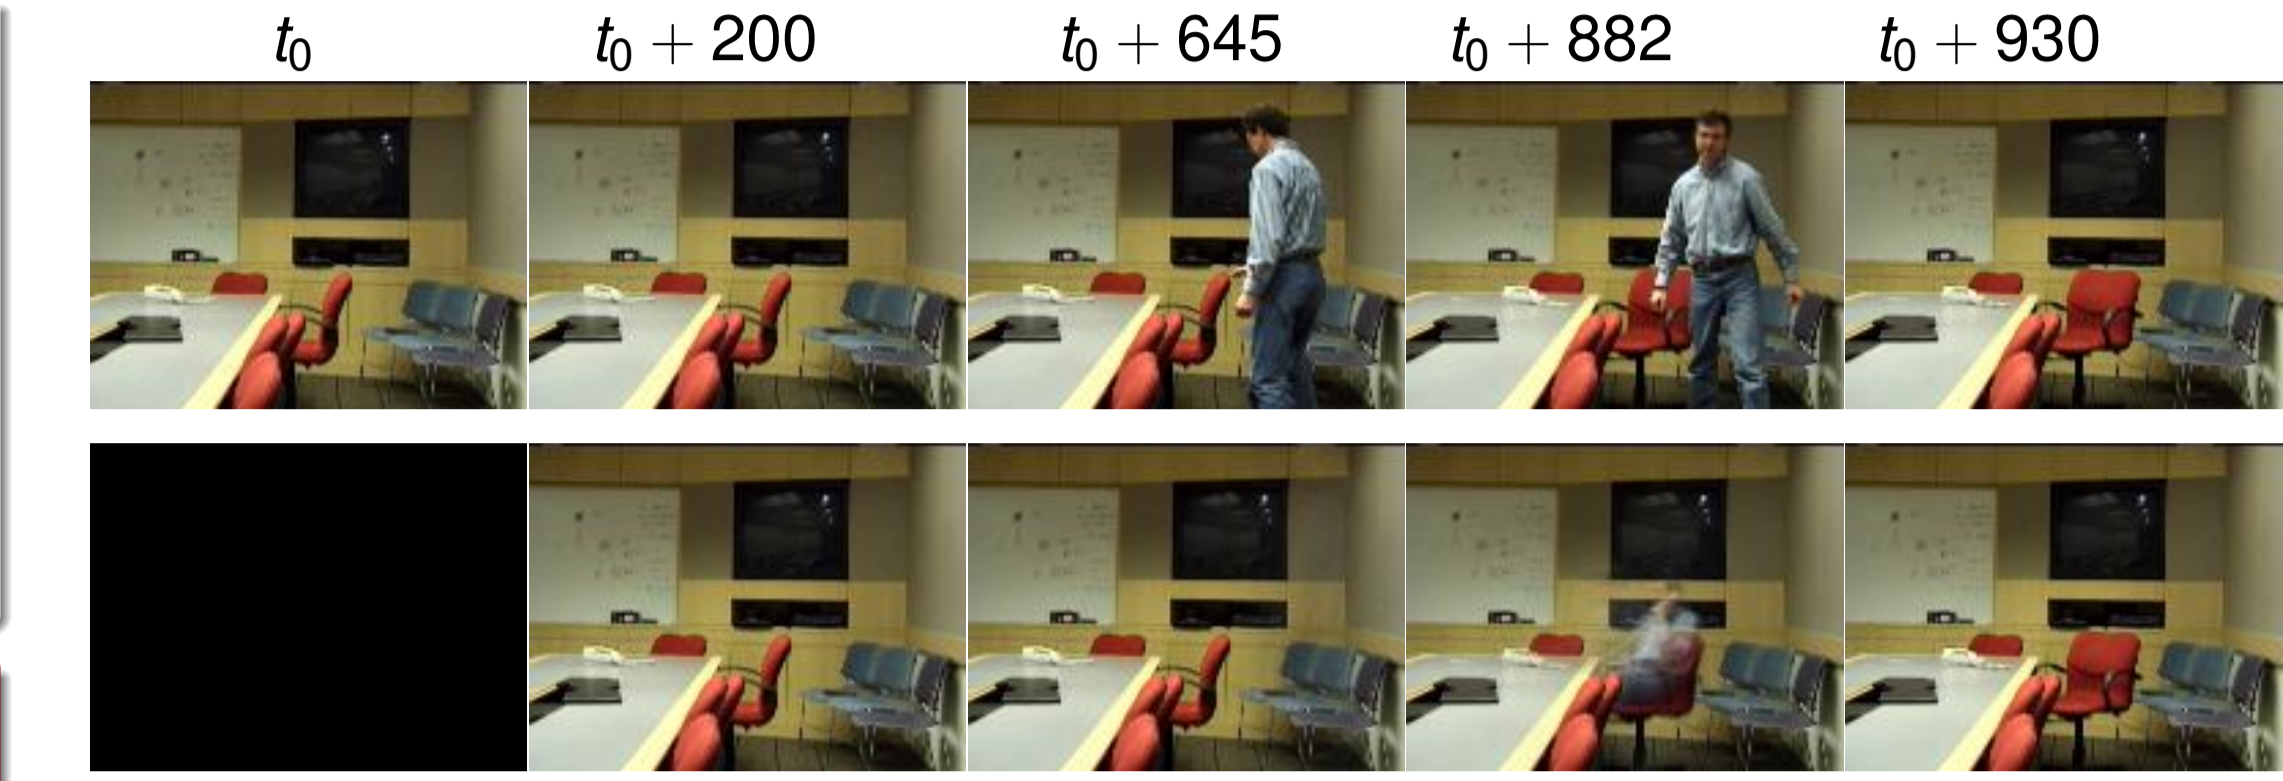 t₀ t₀ + 200 t₀ + 645 t₀ + 882 t₀ + 930